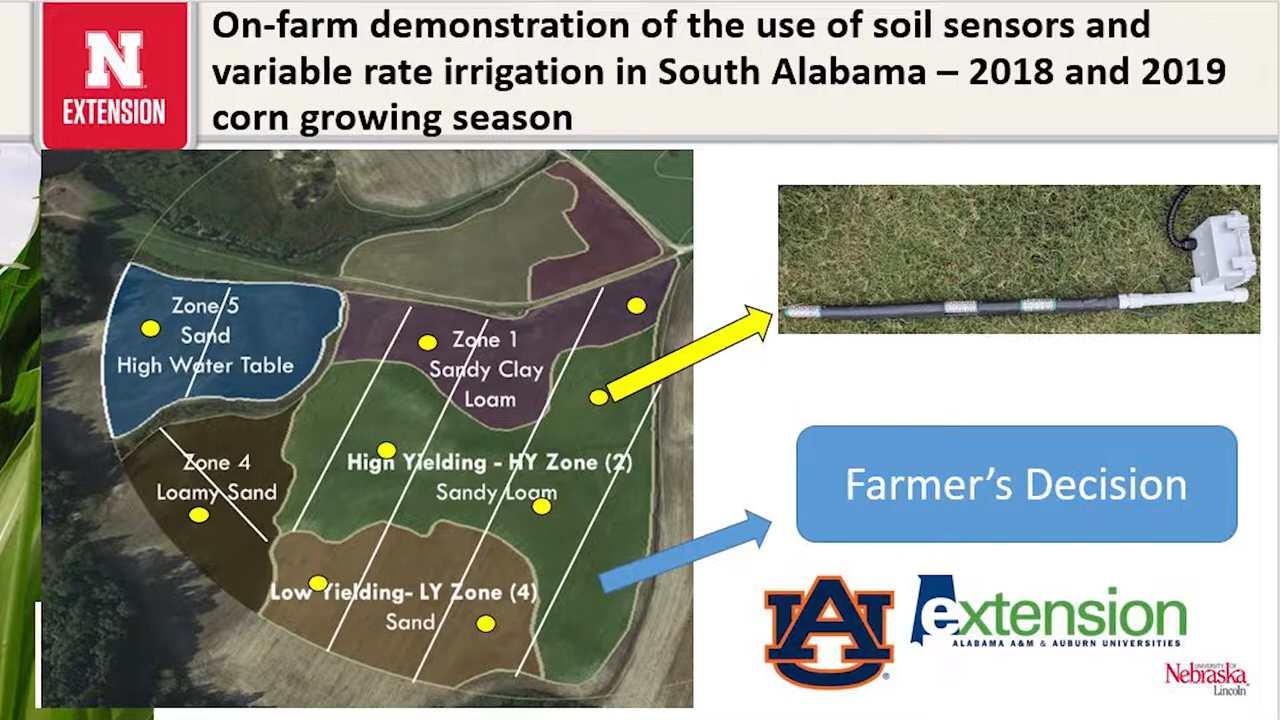 On-farm demonstration of the use of soil sensors and
variable rate irrigation in South Alabama – 2018 and 2019
corn growing season
N
EXTENSION
Zone 5
Sand
High Water Table
Zone 1
Sandy Clay
Loam
High Yielding - HY Zone (2)
Sandy Loam
Zone 4
Loamy Sand
Low Yielding- LY Zone (4)
Sand
Farmer's Decision
AU
extension
ALABAMA A&M & AUBURN UNIVERSITIES
UNIVERSITY OF
Nebraska
Lincoln